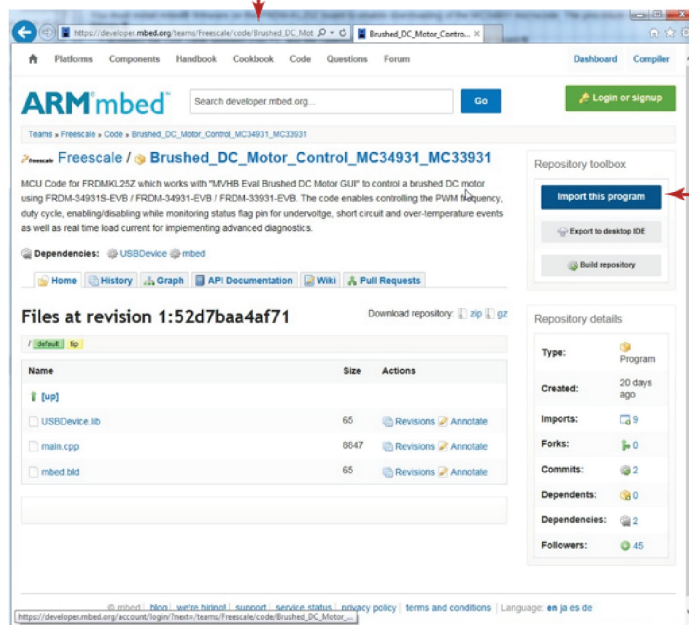 https://developer.mbed.org/teams/Freescale/code/Brushed_DC_Mot
Brushed_DC_Motor_Contro...
Platforms Components Handbook Cookbook Code Questions Forum Dashboard Compiler
ARM mbed
Search developer.mbed.org...
Go
Login or signup
Teams » Freescale » Code » Brushed_DC_Motor_Control_MC34931_MC33931
freescale Freescale / Brushed_DC_Motor_Control_MC34931_MC33931
MCU Code for FRDMKL25Z which works with "MVHB Eval Brushed DC Motor GUI" to control a brushed DC motor
using FRDM-34931S-EVB / FRDM-34931-EVB / FRDM-33931-EVB. The code enables controlling the PWM frequency,
duty cycle, enabling/disabling while monitoring status flag pin for undervoltge, short circuit and over-temperature events
as well as real time load current for implementing advanced diagnostics.
Dependencies: USBDevice mbed
Home History Graph API Documentation Wiki Pull Requests
Files at revision 1:52d7baa4af71
Download repository: zip gz
/ default tip
Name Size Actions
[up]
USBDevice.lib 65 Revisions Annotate
main.cpp 8647 Revisions Annotate
mbed.bld 65 Revisions Annotate
Repository toolbox
Import this program
Export to desktop IDE
Build repository
Repository details
Type: Program
Created: 20 days
ago
Imports: 9
Forks: 0
Commits: 2
Dependents: 0
Dependencies: 2
Followers: 45
© mbed blog we're hiring! support service status privacy policy terms and conditions Language: en ja es de
https://developer.mbed.org/account/login/?next=/teams/Freescale/code/Brushed_DC_Motor_...